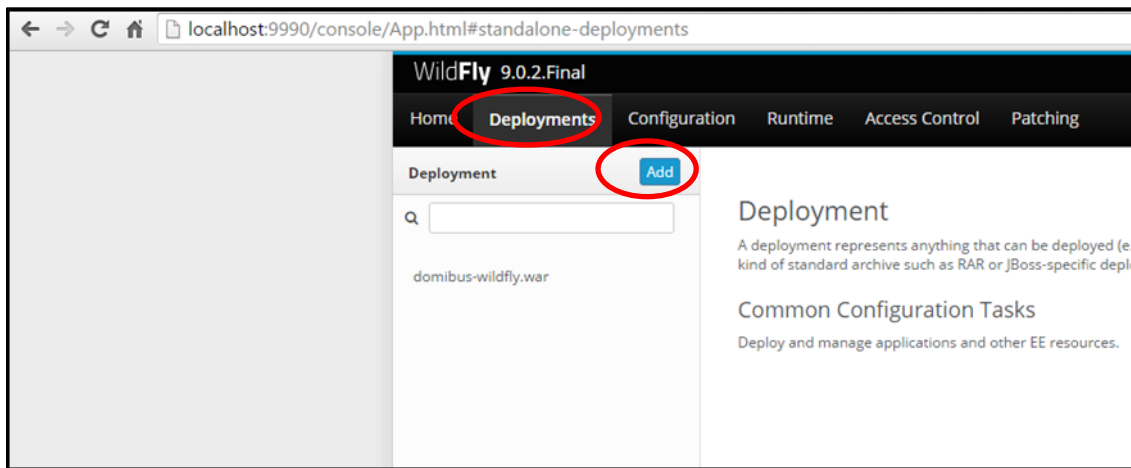 localhost:9990/console/App.html#standalone-deployments
WildFly 9.0.2.Final
Home Deployments Configuration Runtime Access Control Patching
Deployment Add
Deployment
A deployment represents anything that can be deployed (e.
kind of standard archive such as RAR or JBoss-specific depl
domibus-wildfly.war
Common Configuration Tasks
Deploy and manage applications and other EE resources.